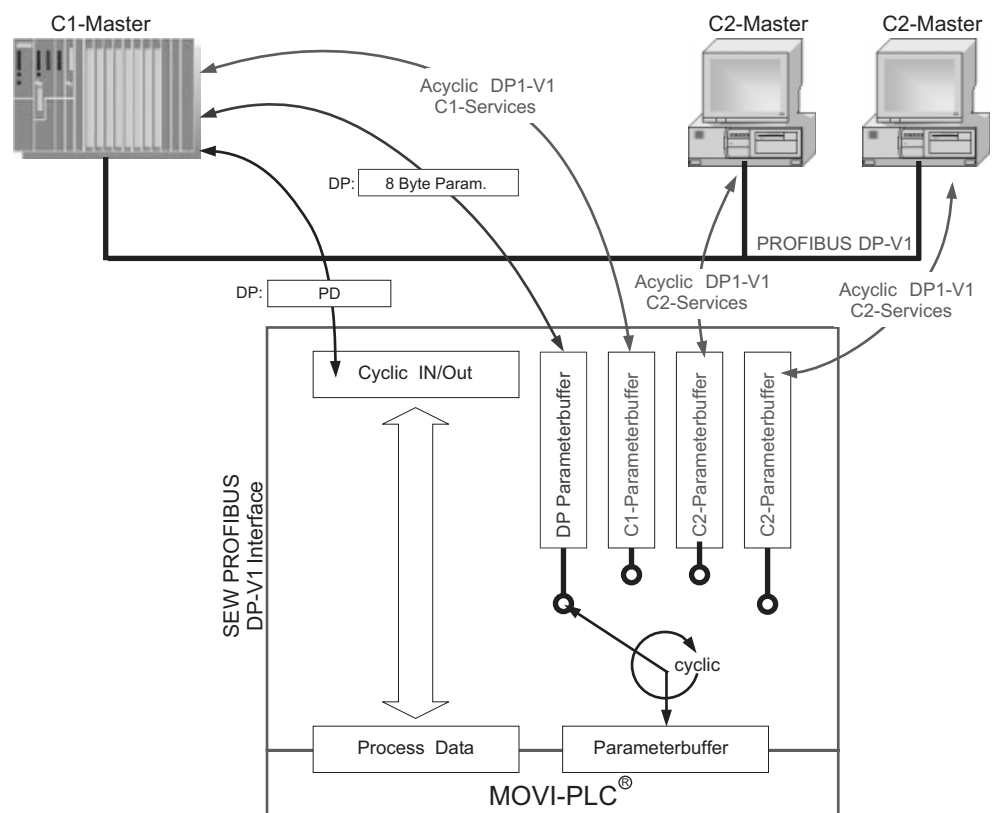 C1-Master
C2-Master
C2-Master
Acyclic DP1-V1
C1-Services
DP:
8 Byte Param.
PROFIBUS DP-V1
DP:
PD
Acyclic DP1-V1
C2-Services
Acyclic DP1-V1
C2-Services
Cyclic IN/Out
DP Parameterbuffer
C1-Parameterbuffer
C2-Parameterbuffer
C2-Parameterbuffer
SEW PROFIBUS
DP-V1 Interface
cyclic
Process Data
Parameterbuffer
MOVI-PLC®